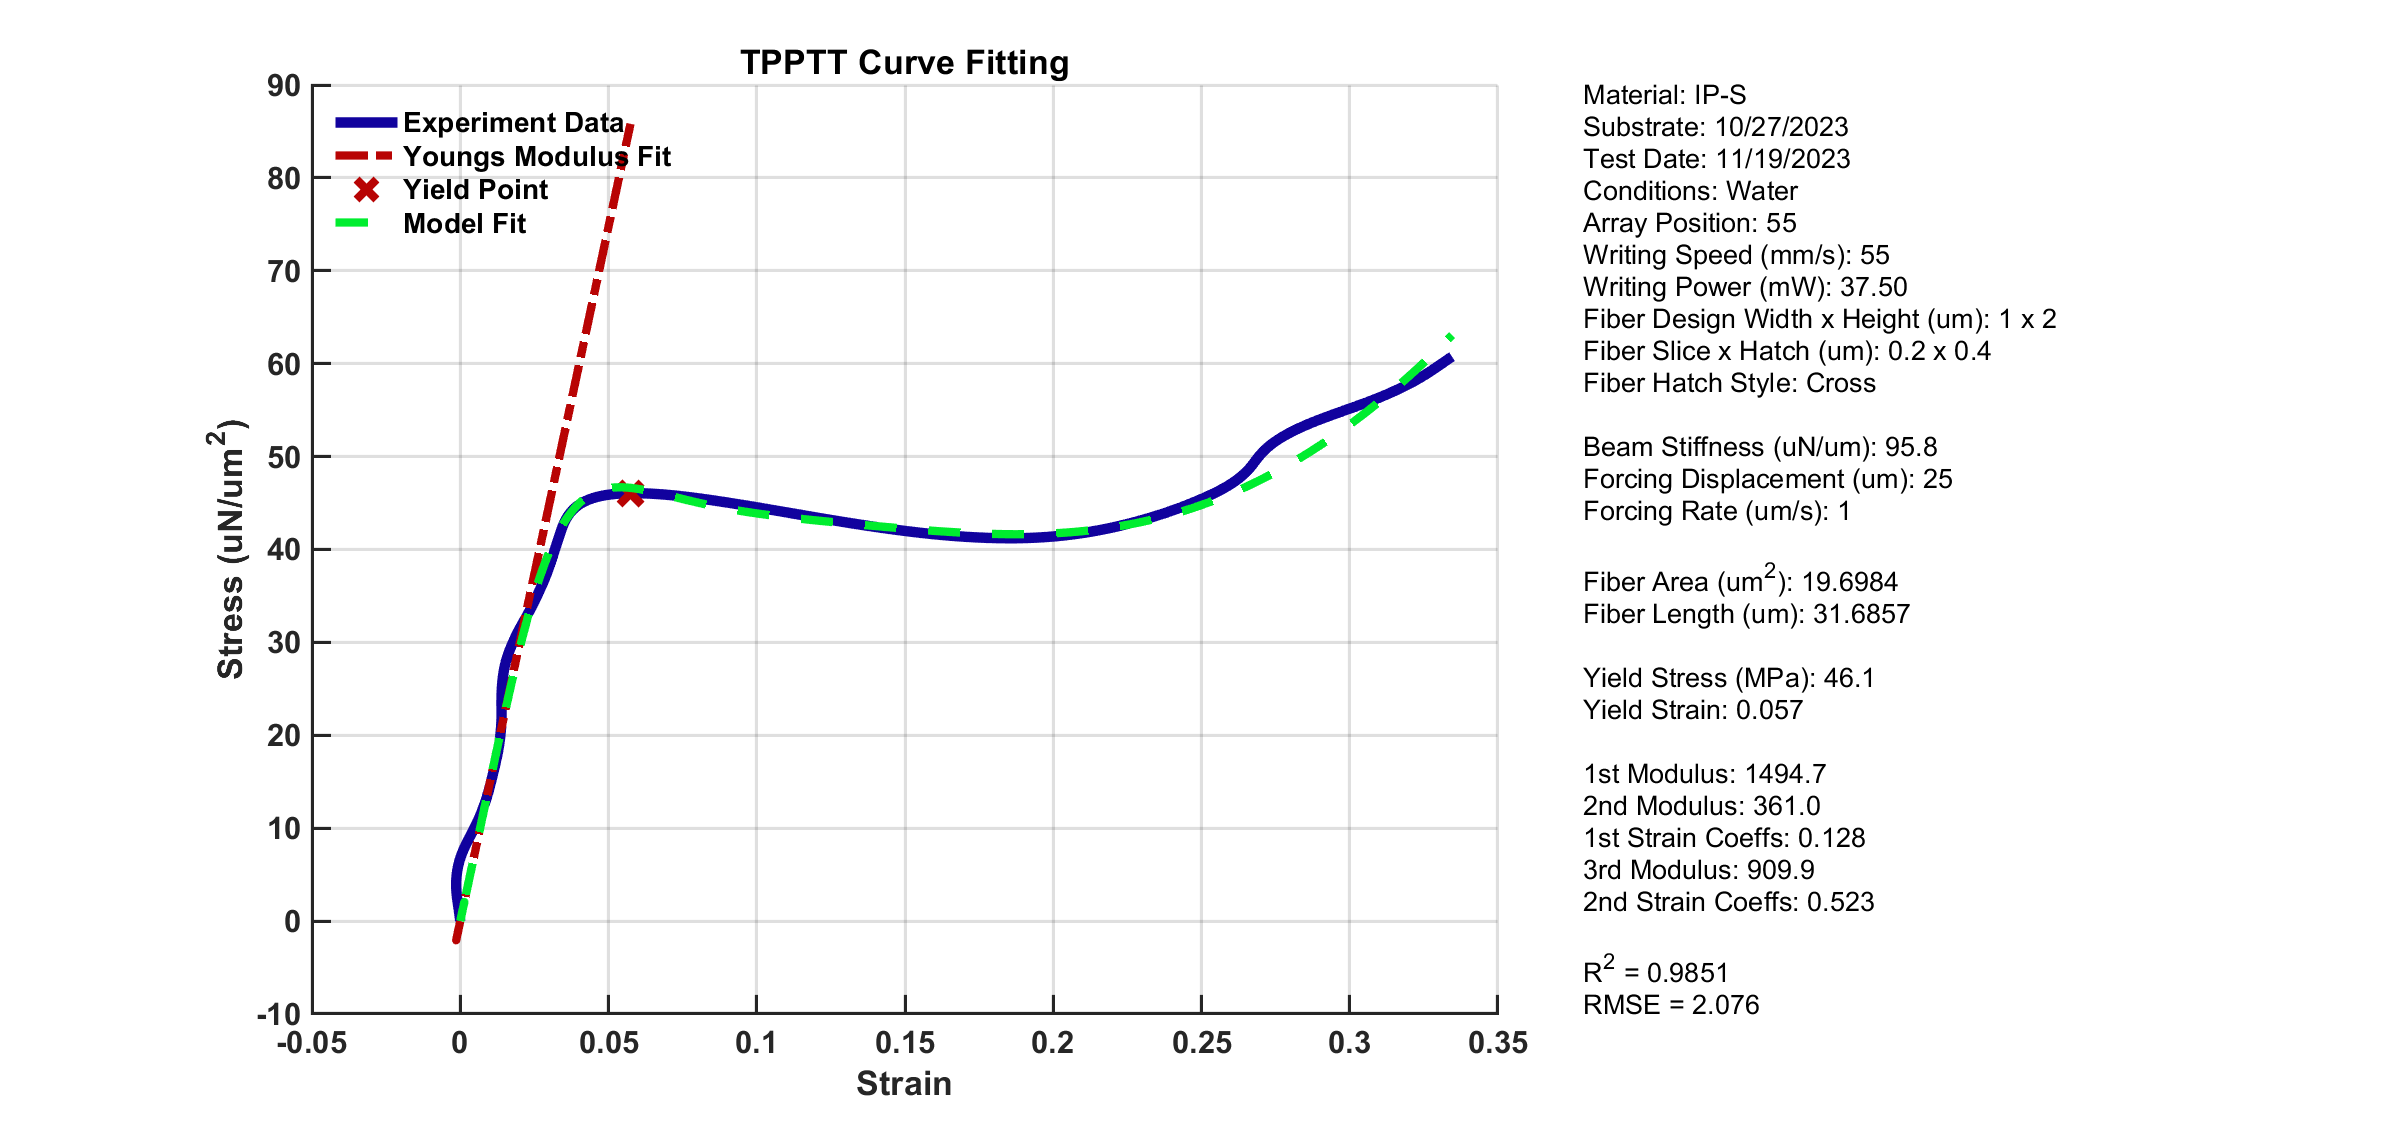 TPPTT Curve Fitting
90
80
70
60
50
40
30
20
10
0
-10
Stress (uN/um²)
Experiment Data
Youngs Modulus Fit
Yield Point
Model Fit
-0.05 0 0.05 0.1 0.15 0.2 0.25 0.3 0.35
Strain
Material: IP-S
Substrate: 10/27/2023
Test Date: 11/19/2023
Conditions: Water
Array Position: 55
Writing Speed (mm/s): 55
Writing Power (mW): 37.50
Fiber Design Width x Height (um): 1 x 2
Fiber Slice x Hatch (um): 0.2 x 0.4
Fiber Hatch Style: Cross
Beam Stiffness (uN/um): 95.8
Forcing Displacement (um): 25
Forcing Rate (um/s): 1
Fiber Area (um²): 19.6984
Fiber Length (um): 31.6857
Yield Stress (MPa): 46.1
Yield Strain: 0.057
1st Modulus: 1494.7
2nd Modulus: 361.0
1st Strain Coeffs: 0.128
3rd Modulus: 909.9
2nd Strain Coeffs: 0.523
R² = 0.9851
RMSE = 2.076